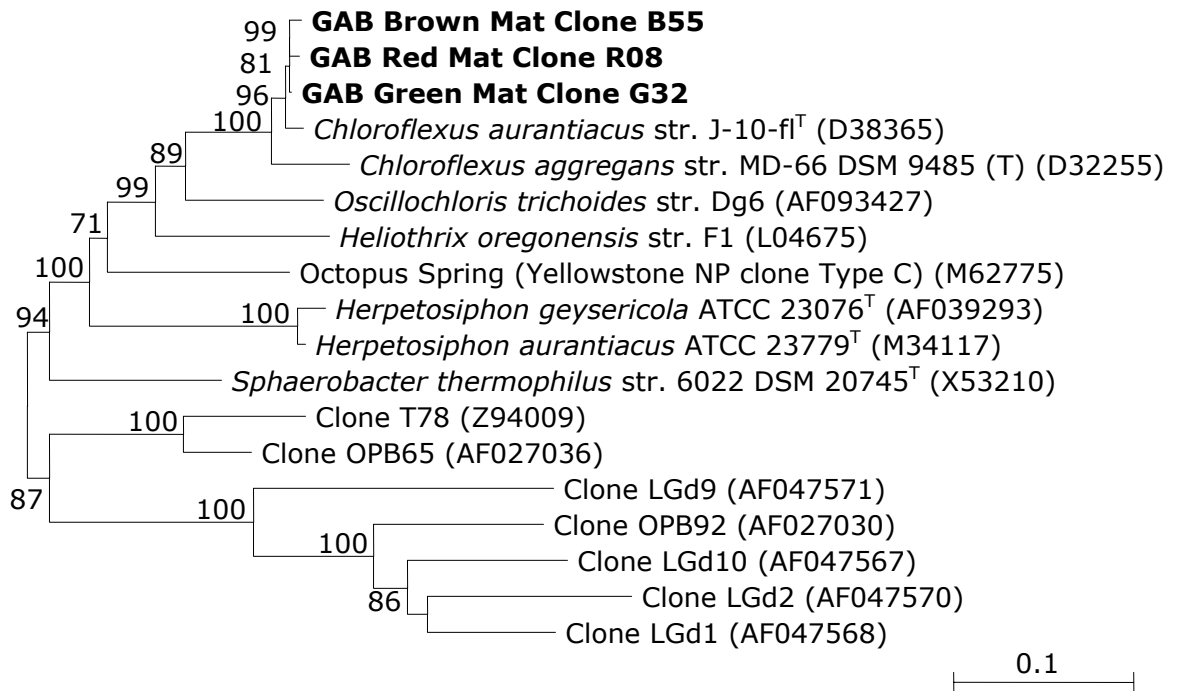 99
GAB Brown Mat Clone B55
81
GAB Red Mat Clone R08
96
GAB Green Mat Clone G32
100
Chloroflexus aurantiacus str. J-10-fl^T (D38365)
89
Chloroflexus aggregans str. MD-66 DSM 9485 (T) (D32255)
99
Oscillochloris trichoides str. Dg6 (AF093427)
71
Heliothrix oregonensis str. F1 (L04675)
100
Octopus Spring (Yellowstone NP clone Type C) (M62775)
94
100
Herpetosiphon geysericola ATCC 23076^T (AF039293)
Herpetosiphon aurantiacus ATCC 23779^T (M34117)
Sphaerobacter thermophilus str. 6022 DSM 20745^T (X53210)
100
Clone T78 (Z94009)
Clone OPB65 (AF027036)
87
100
Clone LGd9 (AF047571)
100
Clone OPB92 (AF027030)
Clone LGd10 (AF047567)
86
Clone LGd2 (AF047570)
Clone LGd1 (AF047568)
0.1